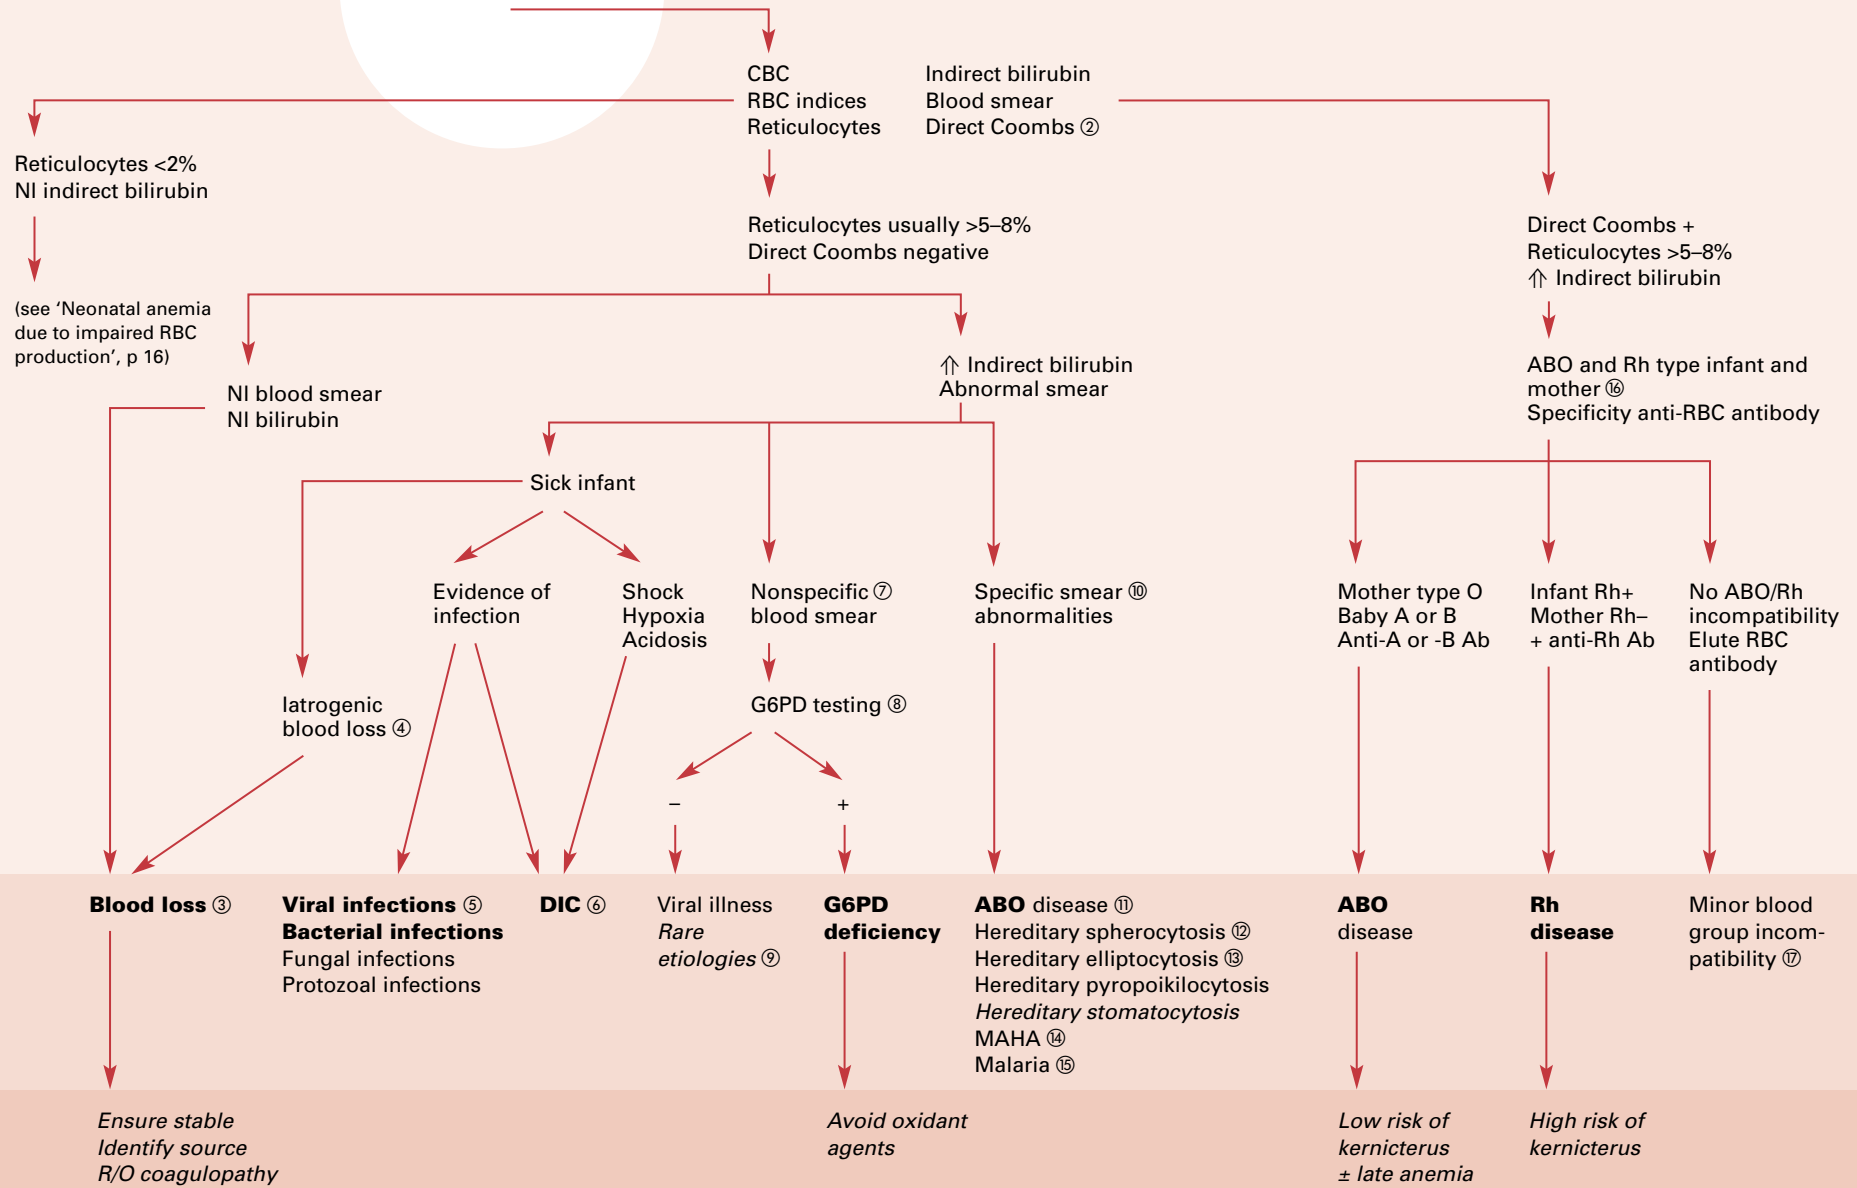 CBC
RBC indices
Reticulocytes
Indirect bilirubin
Blood smear
Direct Coombs ②
Reticulocytes <2%
Nl indirect bilirubin
(see ‘Neonatal anemia
due to impaired RBC
production’, p 16)
Reticulocytes usually >5–8%
Direct Coombs negative
Direct Coombs +
Reticulocytes >5–8%
⇑ Indirect bilirubin
Nl blood smear
Nl bilirubin
⇑ Indirect bilirubin
Abnormal smear
ABO and Rh type infant and
mother ⑯
Specificity anti-RBC antibody
Sick infant
Evidence of
infection
Shock
Hypoxia
Acidosis
Nonspecific ⑦
blood smear
Specific smear ⑩
abnormalities
Mother type O
Baby A or B
Anti-A or -B Ab
Infant Rh+
Mother Rh–
+ anti-Rh Ab
No ABO/Rh
incompatibility
Elute RBC
antibody
Iatrogenic
blood loss ④
G6PD testing ⑧
–
+
Blood loss ③
Viral infections ⑤
Bacterial infections
Fungal infections
Protozoal infections
DIC ⑥
Viral illness
Rare
etiologies ⑨
G6PD
deficiency
ABO disease ⑪
Hereditary spherocytosis ⑫
Hereditary elliptocytosis ⑬
Hereditary pyropoikilocytosis
Hereditary stomatocytosis
MAHA ⑭
Malaria ⑮
ABO
disease
Rh
disease
Minor blood
group incom-
patibility ⑰
Ensure stable
Identify source
R/O coagulopathy
Avoid oxidant
agents
Low risk of
kernicterus
± late anemia
High risk of
kernicterus